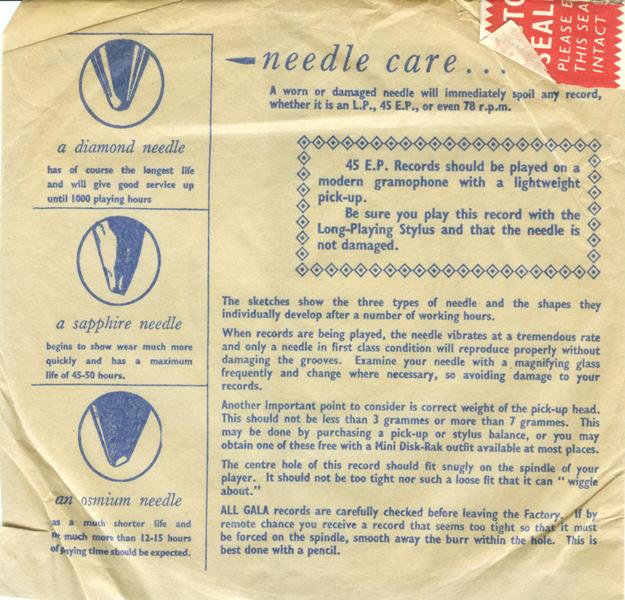 needle care...
A worn or damaged needle will immediately spoil any record,
whether it is an L.P., 45 E.P., or even 78 r.p.m.
SEAL
PLEASE
THIS SEA
INTACT
a diamond needle
has of course the longest life
and will give good service up
until 1000 playing hours
a sapphire needle
begins to show wear much more
quickly and has a maximum
life of 45-50 hours.
an osmium needle
as a much shorter life and
not much more than 12-15 hours
of paying time should be expected.
45 E.P. Records should be played on a
modern gramophone with a lightweight
pick-up.
Be sure you play this record with the
Long-Playing Stylus and that the needle is
not damaged.
The sketches show the three types of needle and the shapes they
individually develop after a number of working hours.
When records are being played, the needle vibrates at a tremendous rate
and only a needle in first class condition will reproduce properly without
damaging the grooves. Examine your needle with a magnifying glass
frequently and change where necessary, so avoiding damage to your
records.
Another important point to consider is correct weight of the pick-up head.
This should not be less than 3 grammes or more than 7 grammes. This
may be done by purchasing a pick-up or stylus balance, or you may
obtain one of these free with a Mini Disk-Rak outfit available at most places.
The centre hole of this record should fit snugly on the spindle of your
player. It should not be too tight nor such a loose fit that it can "wiggle
about."
ALL GALA records are carefully checked before leaving the Factory. If by
remote chance you receive a record that seems too tight so that it must
be forced on the spindle, smooth away the burr within the hole. This is
best done with a pencil.